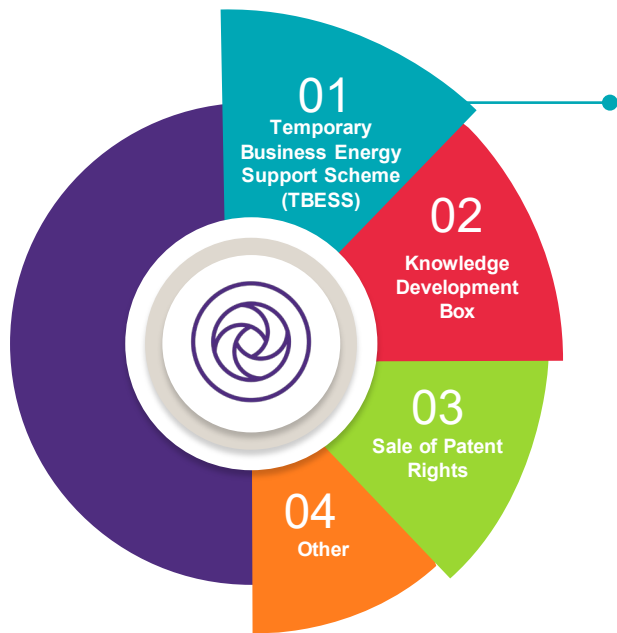 01
Temporary
Business Energy
Support Scheme
(TBESS)
02
Knowledge
Development
Box
03
Sale of Patent
Rights
04
Other